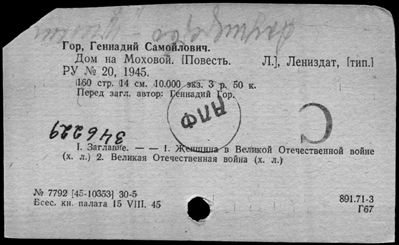 Гор, Геннадий Самойлович.
Дом на Моховой. [Повесть. Л.], Лениздат, [тип.]
РУ № 20, 1945.
160 стр. 14 см. 10.000 экз. 3 р. 50 к.
Перед загл. автор: Геннадий Гор.
АПФ
С
346229
I. Заглавие. — 1. Женщина в Великой Отечественной войне
(х. л.) 2. Великая Отечественная война (х. л.)
№ 7792 [45-10353] 30-5
Всес. кн. палата 15 VIII. 45
891.71-3
Г67